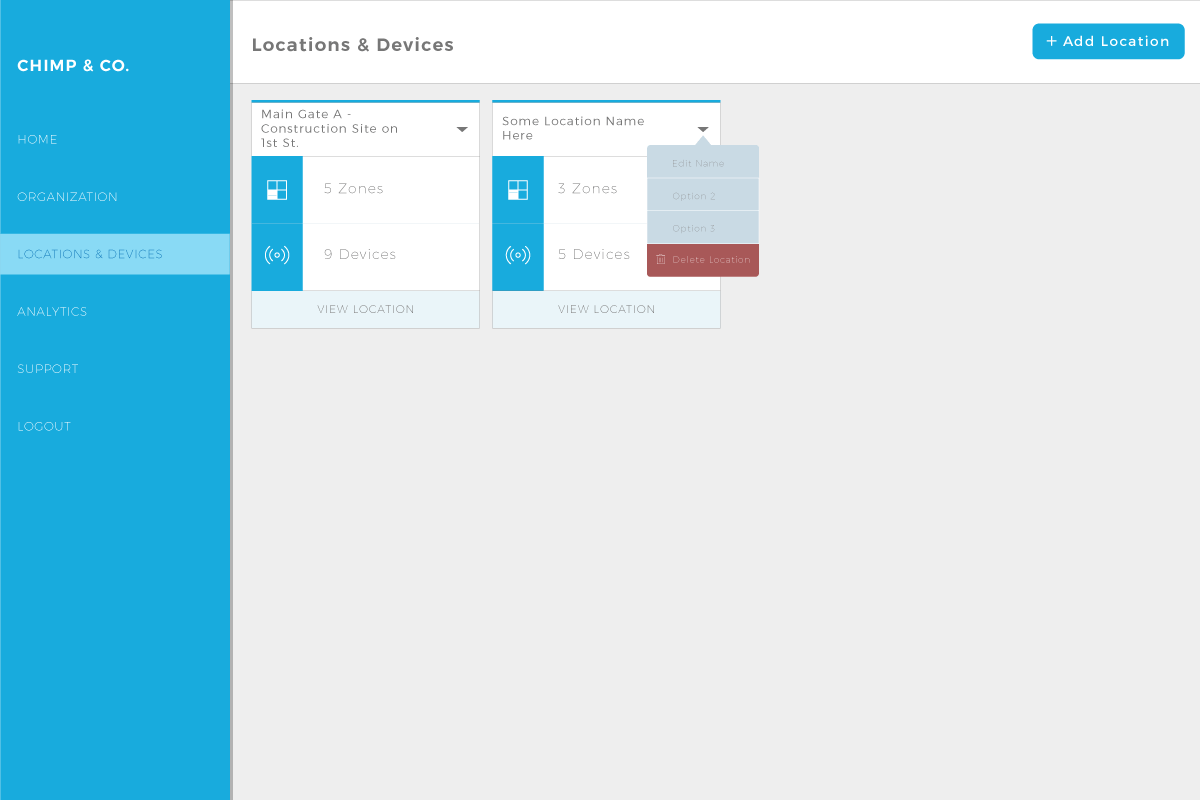 CHIMP & CO.
HOME
ORGANIZATION
LOCATIONS & DEVICES
ANALYTICS
SUPPORT
LOGOUT
Locations & Devices
+ Add Location
Main Gate A -
Construction Site on
1st St.
5 Zones
9 Devices
VIEW LOCATION
Some Location Name
Here
3 Zones
5 Devices
VIEW LOCATION
Edit Name
Option 2
Option 3
Delete Location